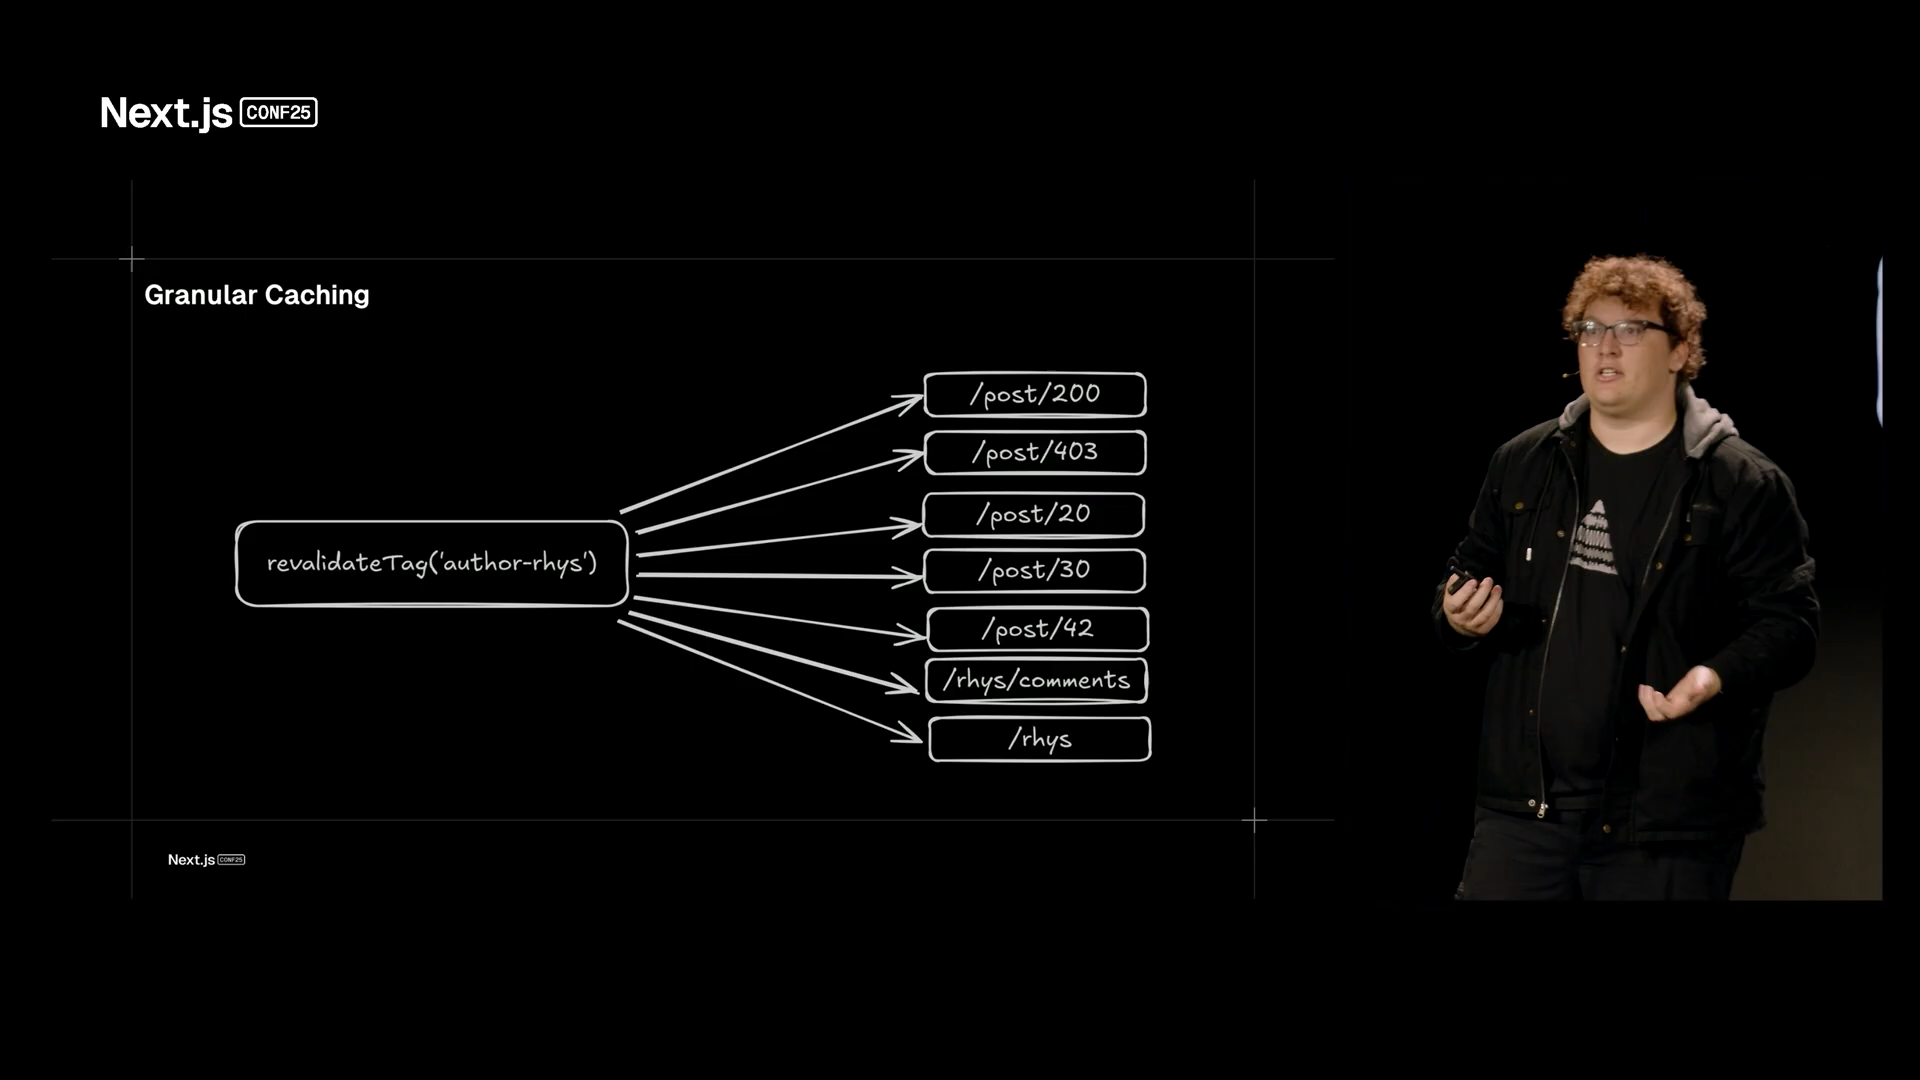 Next.js CONF25
Granular Caching
/post/200
/post/403
/post/20
revalidateTag('author-rhys')
/post/30
/post/42
/rhys/comments
/rhys
Next.js CONF25